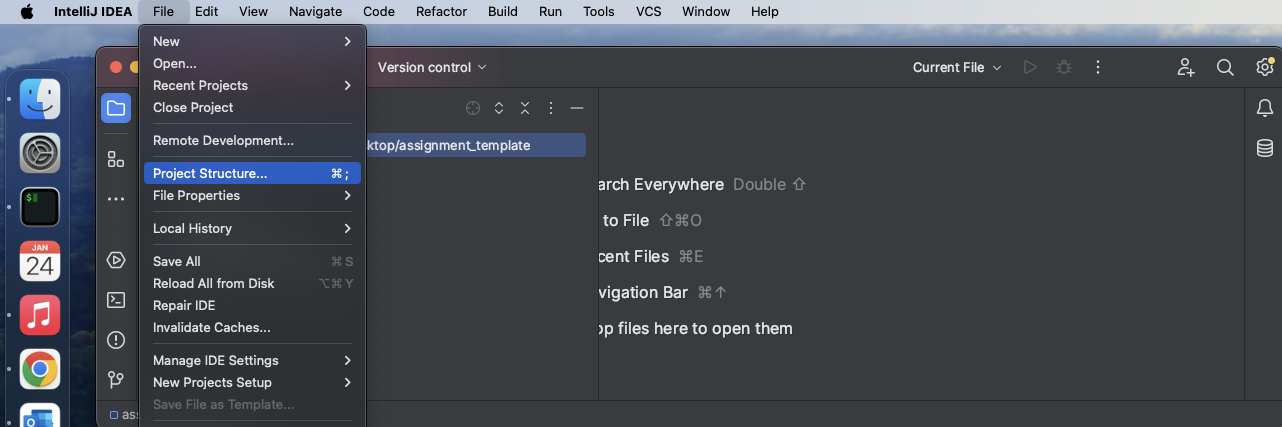 IntelliJ IDEA File Edit View Navigate Code Refactor Build Run Tools VCS Window Help
New
Open...
Recent Projects
Close Project
Remote Development...
Project Structure... ⌘ ;
File Properties
Local History
Save All ⌘ S
Reload All from Disk ⌥⌘ Y
Repair IDE
Invalidate Caches...
Manage IDE Settings
New Projects Setup
Save File as Template...
Version control
Current File
ktop/assignment_template
arch Everywhere Double ⇧
to File ⇧⌘O
cent Files ⌘E
vigation Bar ⌘↑
op files here to open them
$
JAN
24
ass